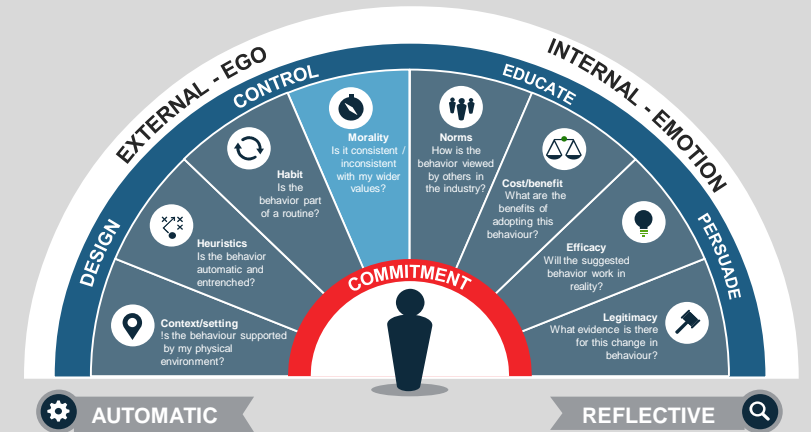 EXTERNAL - EGO
INTERNAL - EMOTION
DESIGN
CONTROL
EDUCATE
PERSUADE
Context/setting
!s the behaviour supported
by my physical
environment?
Heuristics
Is the behavior
automatic and
entrenched?
Habit
Is the
behavior part
of a routine?
Morality
Is it consistent /
inconsistent
with my wider
values?
Norms
How is the
behavior viewed
by others in
the industry?
Cost/benefit
What are the
benefits of
adopting this
behaviour?
Efficacy
Will the suggested
behavior work in
reality?
Legitimacy
What evidence is there
for this change in
behaviour?
COMMITMENT
AUTOMATIC
REFLECTIVE